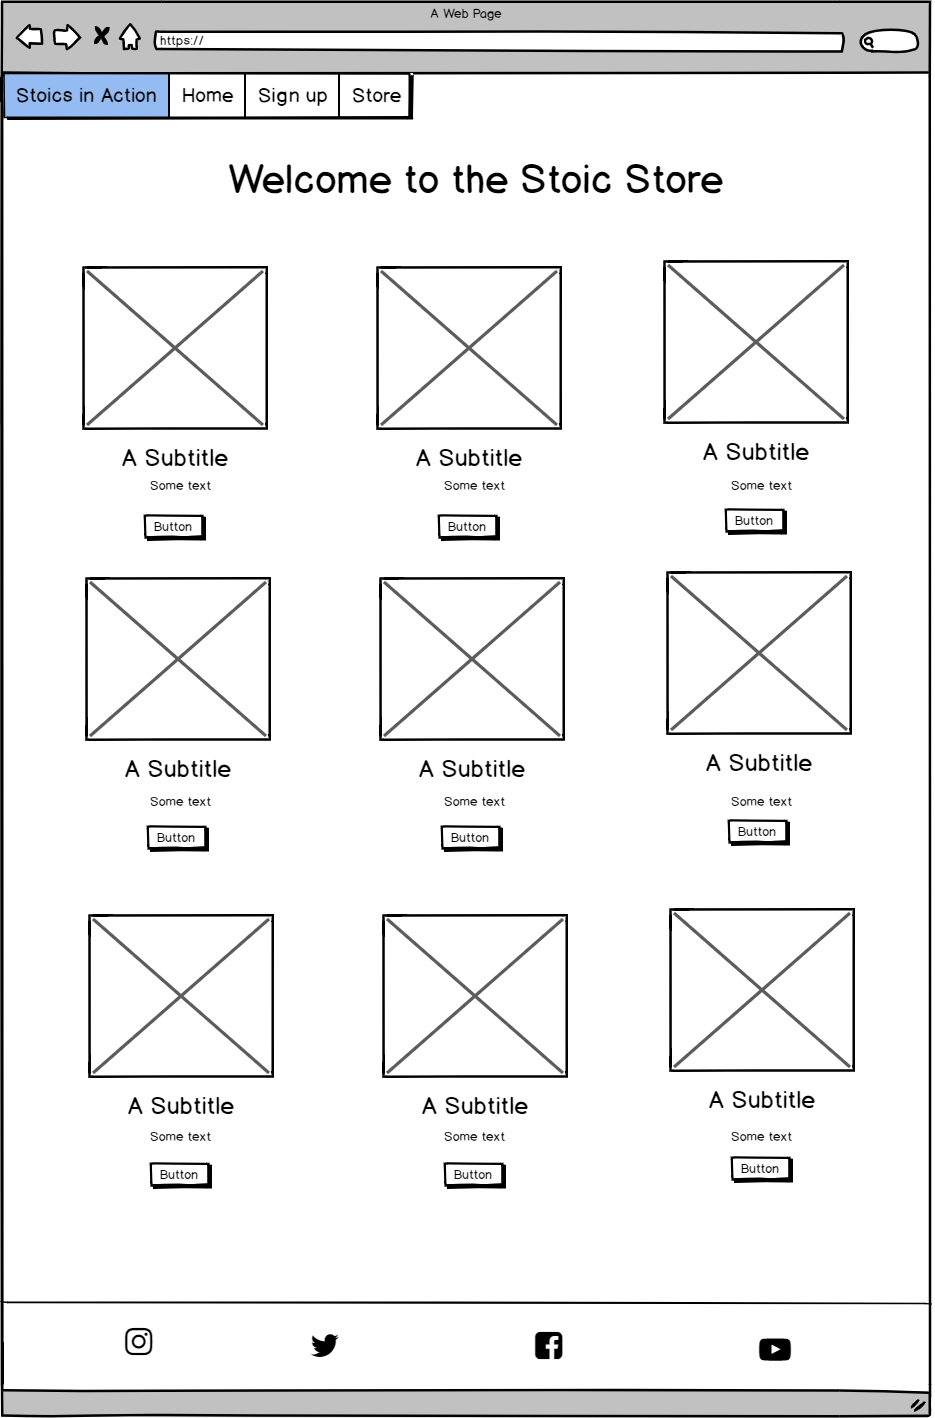 A Web Page
https://
Stoics in Action Home Sign up Store
Welcome to the Stoic Store
A Subtitle A Subtitle A Subtitle
Some text Some text Some text
Button Button Button
A Subtitle A Subtitle A Subtitle
Some text Some text Some text
Button Button Button
A Subtitle A Subtitle A Subtitle
Some text Some text Some text
Button Button Button